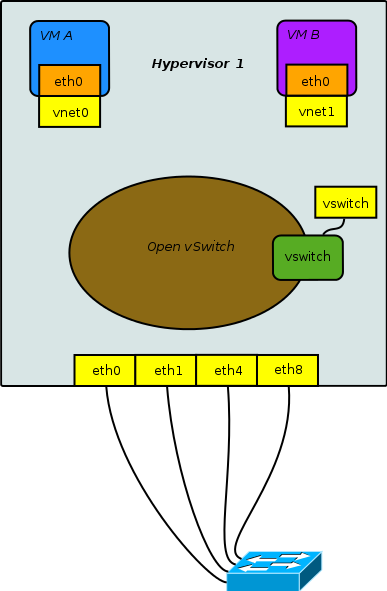 VM A
VM B
Hypervisor 1
eth0
eth0
vnet0
vnet1
vswitch
Open vSwitch
vswitch
eth0
eth1
eth4
eth8